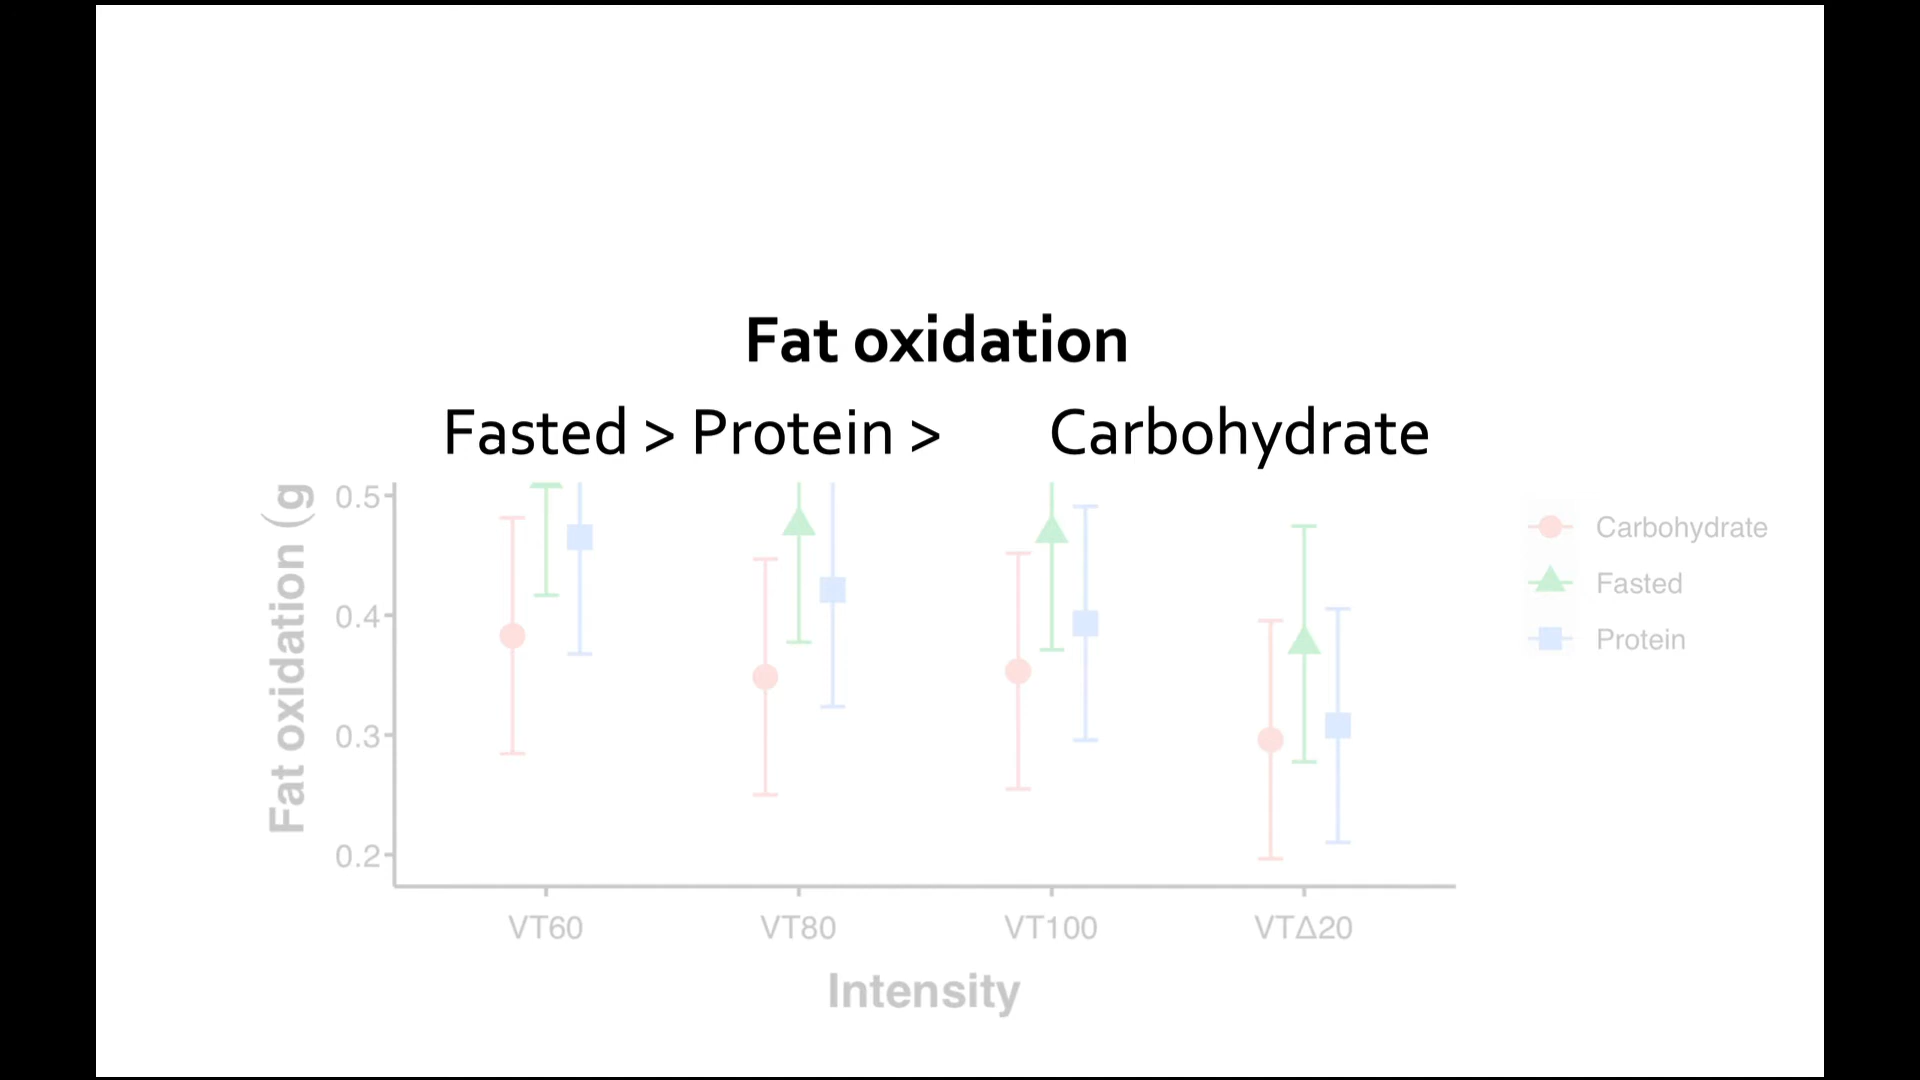 Fat oxidation
Fasted > Protein > Carbohydrate
Fat oxidation (g
0.5
0.4
0.3
0.2
Carbohydrate
Fasted
Protein
VT60 VT80 VT100 VTΔ20
Intensity